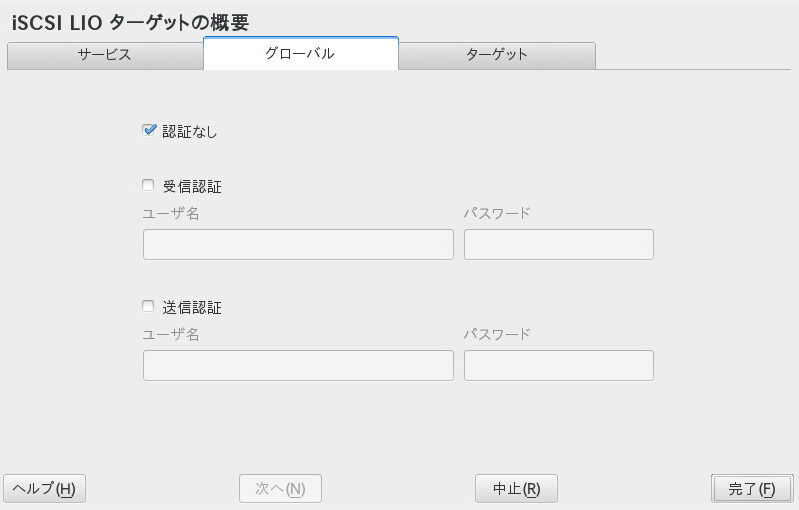 iSCSI LIO ターゲットの概要
サービス グローバル ターゲット
認証なし
受信認証
ユーザ名 パスワード
送信認証
ユーザ名 パスワード
ヘルプ(H) 次へ(N) 中止(R) 完了(F)